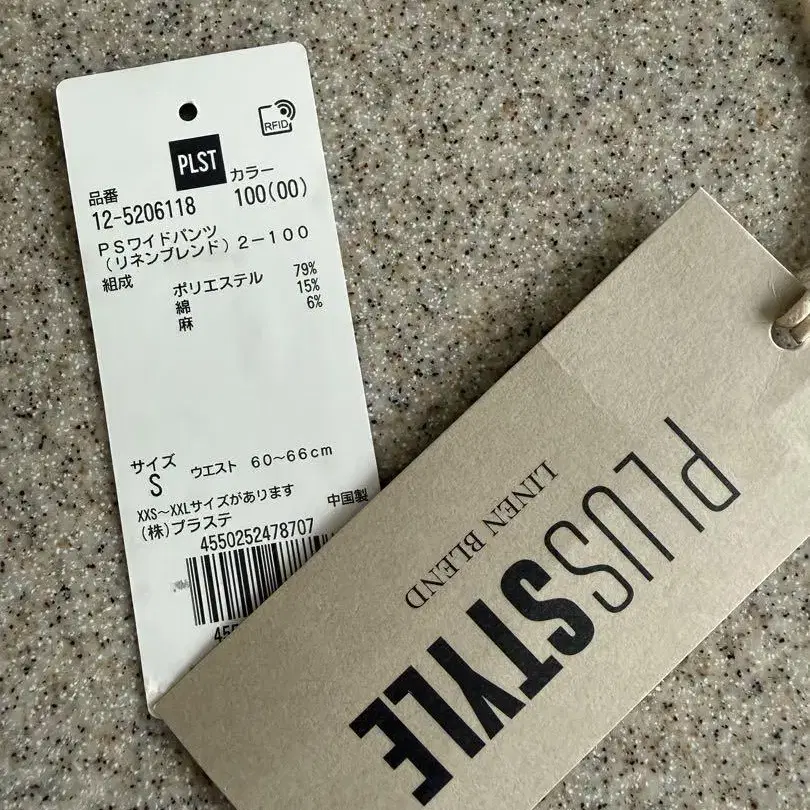 RFID
PLST
品番
カラー
12-5206118
100(00)
PSワイドパンツ
(リネンブレンド)2-100
組成
ポリエステル 79%
綿 15%
麻 6%
サイズ
S
ウエスト 60~66cm
XXS~XXLサイズがあります
(株)プラステ
中国製
4550252478707
PLUSSTYLE
LINEN BLEND